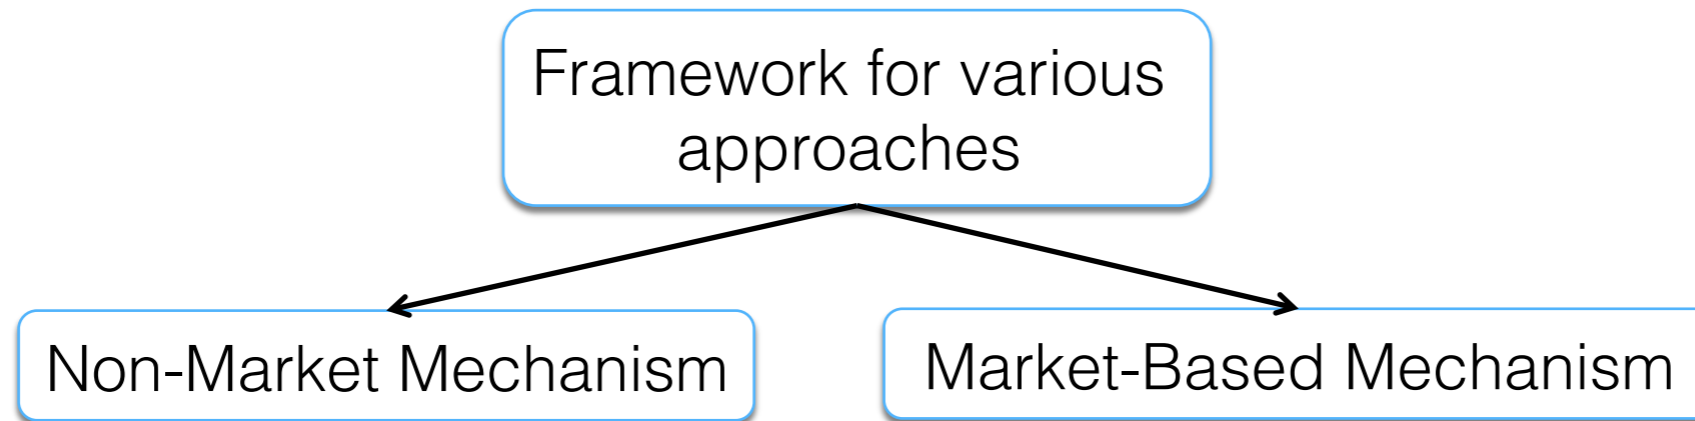 Framework for various
approaches
Non-Market Mechanism
Market-Based Mechanism